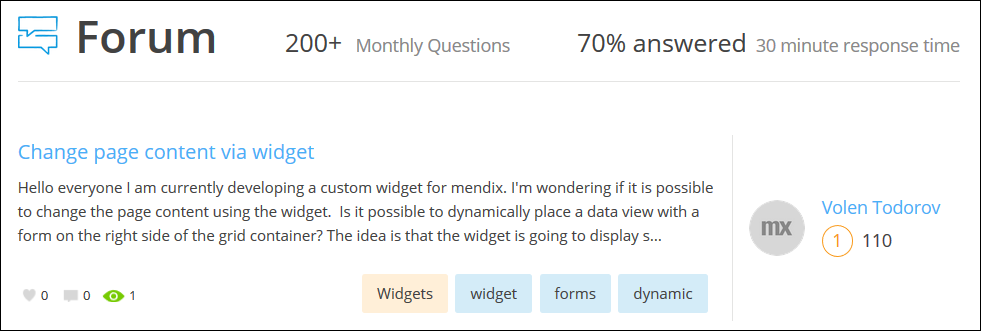 Forum
200+ Monthly Questions
70% answered 30 minute response time
Change page content via widget
Hello everyone I am currently developing a custom widget for mendix. I'm wondering if it is possible
to change the page content using the widget.  Is it possible to dynamically place a data view with a
form on the right side of the grid container? The idea is that the widget is going to display s...
mx
Volen Todorov
1 110
0 0 1
Widgets widget forms dynamic